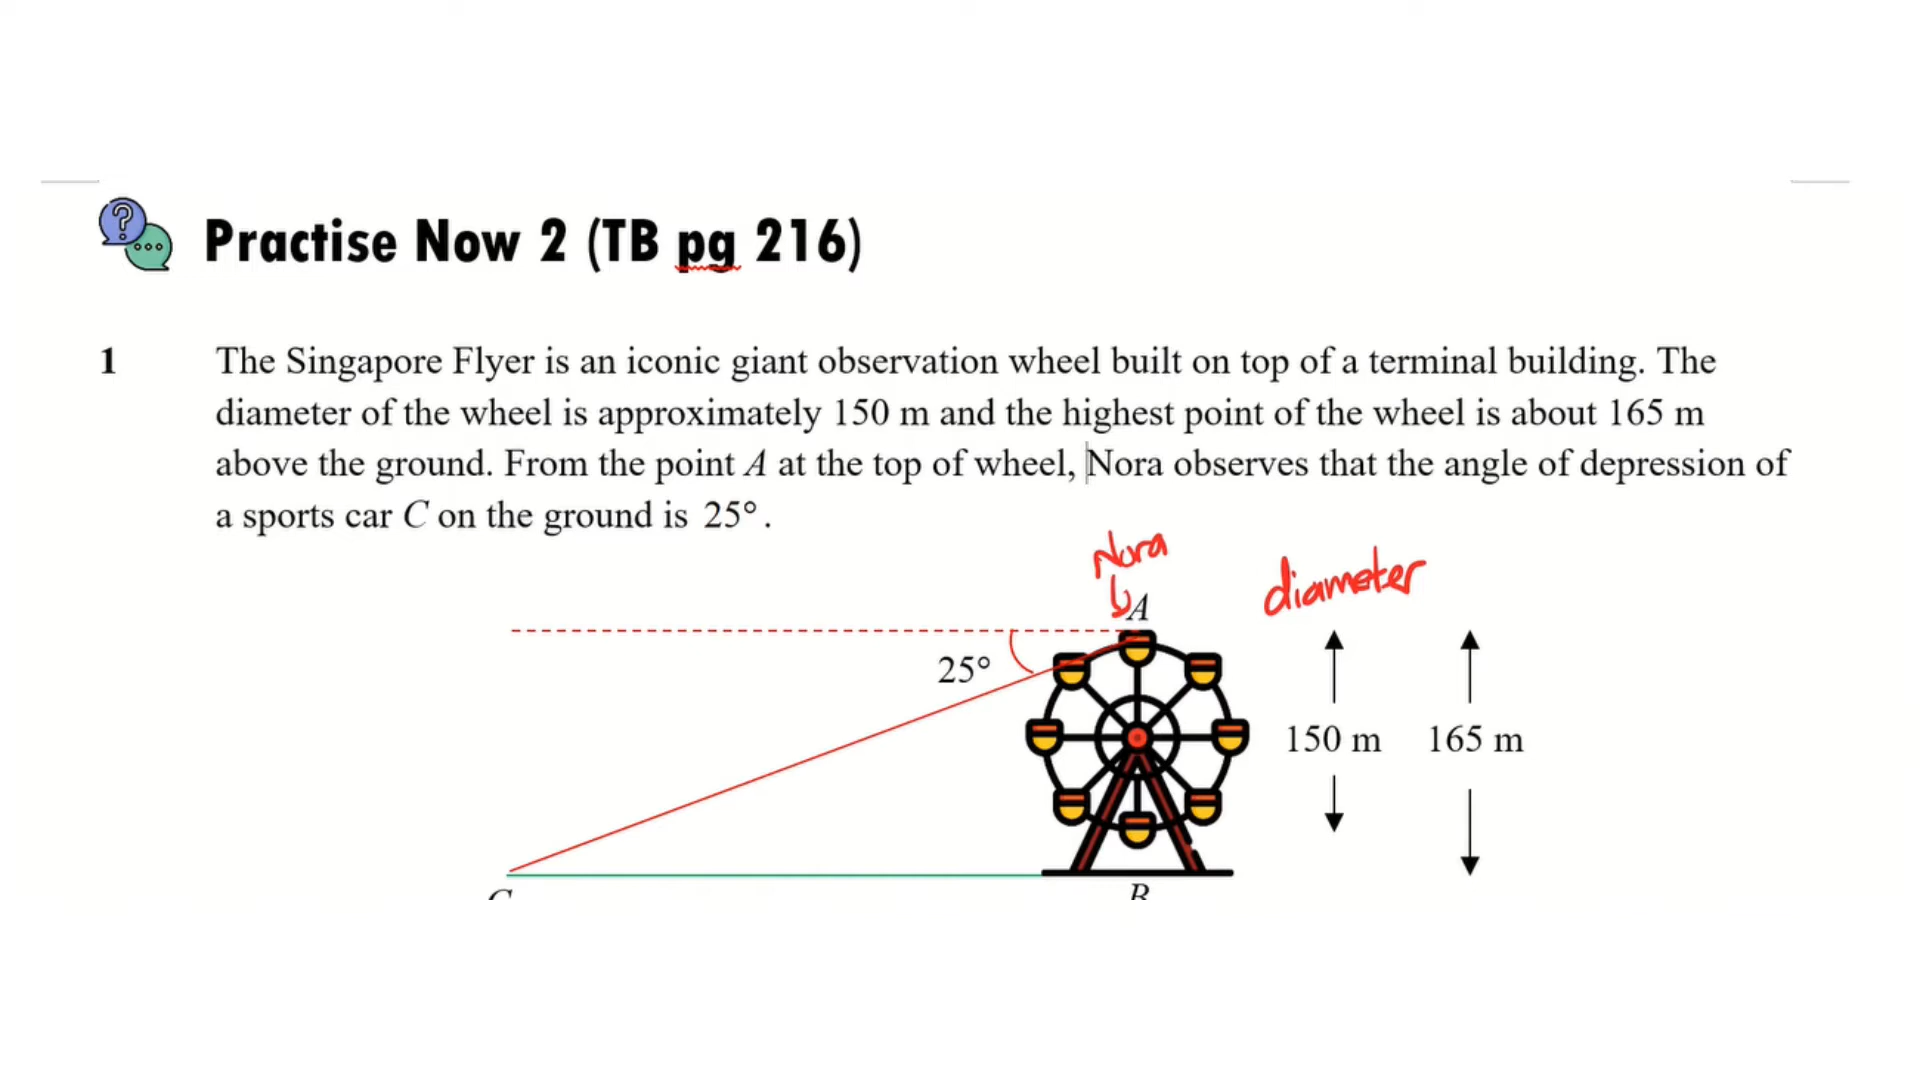 Practise Now 2 (TB pg 216)
1 The Singapore Flyer is an iconic giant observation wheel built on top of a terminal building. The
diameter of the wheel is approximately 150 m and the highest point of the wheel is about 165 m
above the ground. From the point A at the top of wheel, Nora observes that the angle of depression of
a sports car C on the ground is 25°.
Nora
diameter
A
25°
150 m 165 m
C B